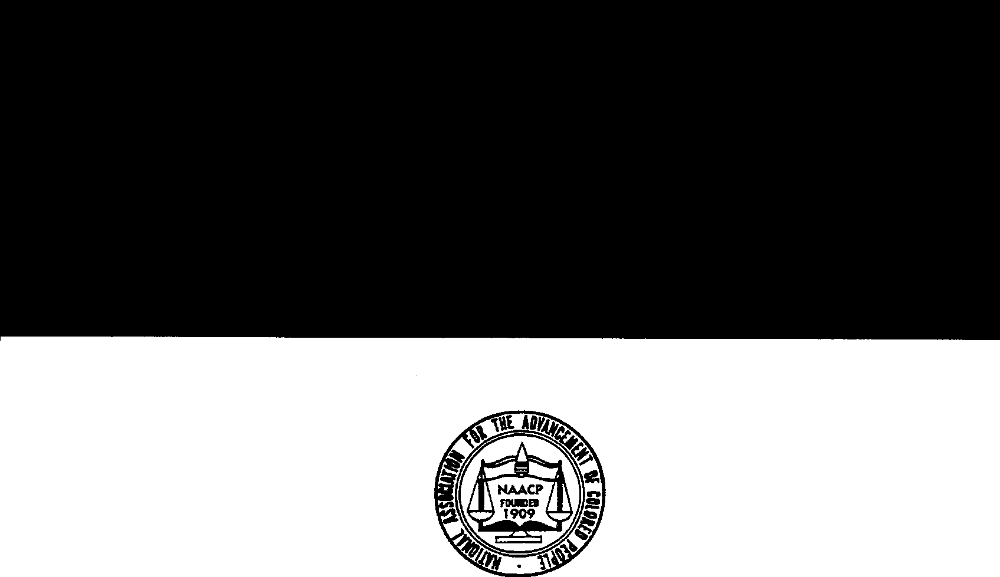 NATIONAL ASSOCIATION FOR THE ADVANCEMENT OF COLORED PEOPLE
NAACP
FOUNDED
1909